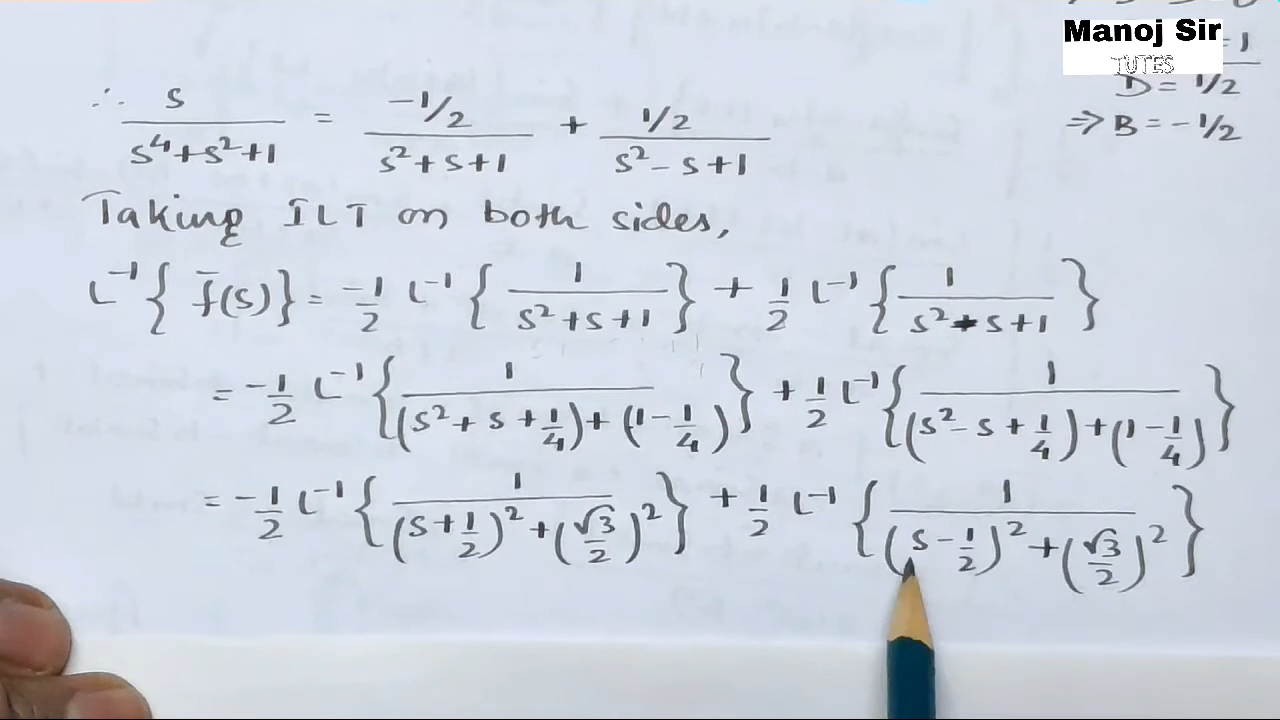 Manoj Sir
TUTES
= 1
D = 1/2
⇒ B = -1/2
∴ s/(s⁴+s²+1) = (-1/2)/(s²+s+1) + (1/2)/(s²-s+1)
Taking ILT on both sides,
L⁻¹{ f̄(s)} = -1/2 L⁻¹{ 1/(s²+s+1) } + 1/2 L⁻¹{ 1/(s²-s+1) }
= -1/2 L⁻¹{ 1/((s²+s+1/4)+(1-1/4)) } + 1/2 L⁻¹{ 1/((s²-s+1/4)+(1-1/4)) }
= -1/2 L⁻¹{ 1/((s+1/2)²+(√3/2)²) } + 1/2 L⁻¹{ 1/((s-1/2)²+(√3/2)²) }